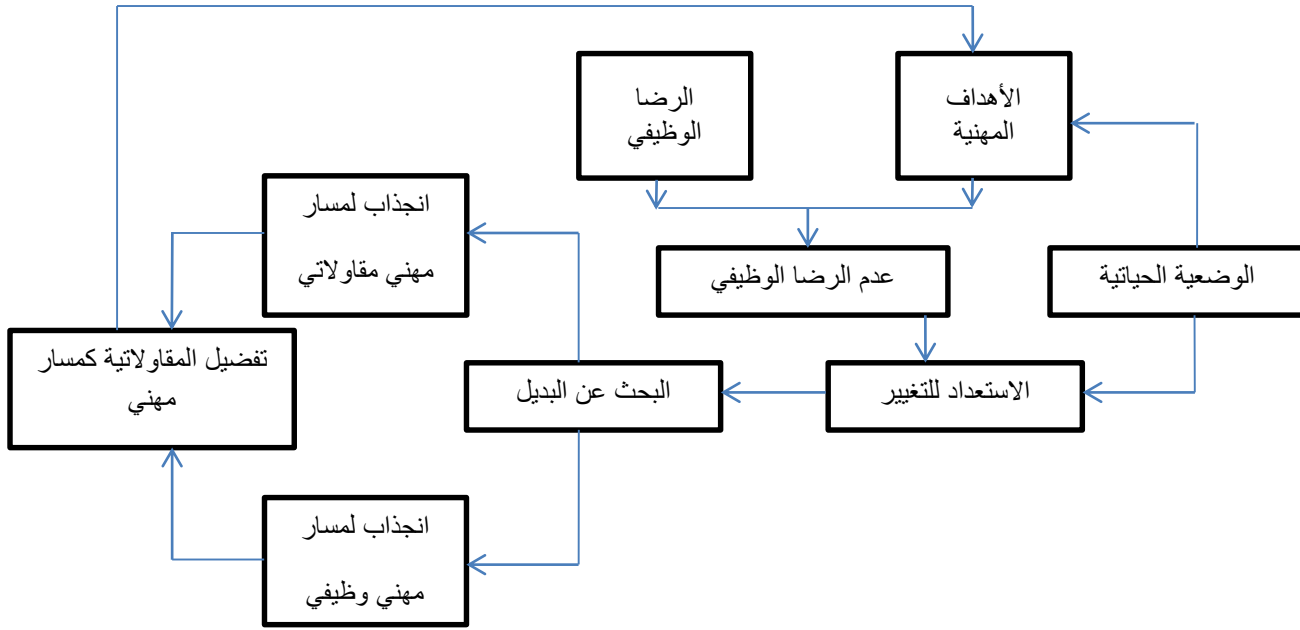 الأهداف
المهنية
الرضا
الوظيفي
انجذاب لمسار
مهني مقاولاتي
الوضعية الحياتية
عدم الرضا الوظيفي
تفضيل المقاولاتية كمسار
مهني
الاستعداد للتغيير
البحث عن البديل
انجذاب لمسار
مهني وظيفي